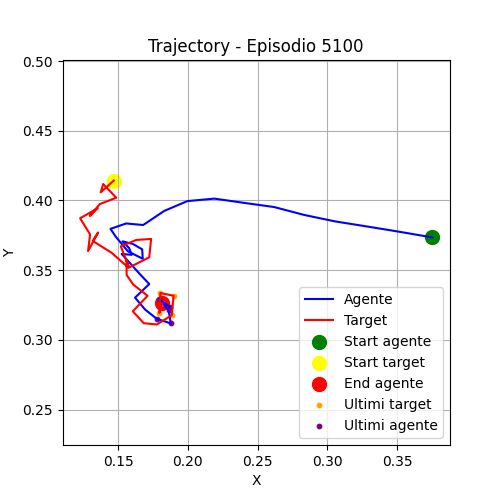 Trajectory - Episodio 5100
0.50
0.45
0.40
0.35
0.30
0.25
Y
0.15
0.20
0.25
0.30
0.35
X
Agente
Target
Start agente
Start target
End agente
Ultimi target
Ultimi agente